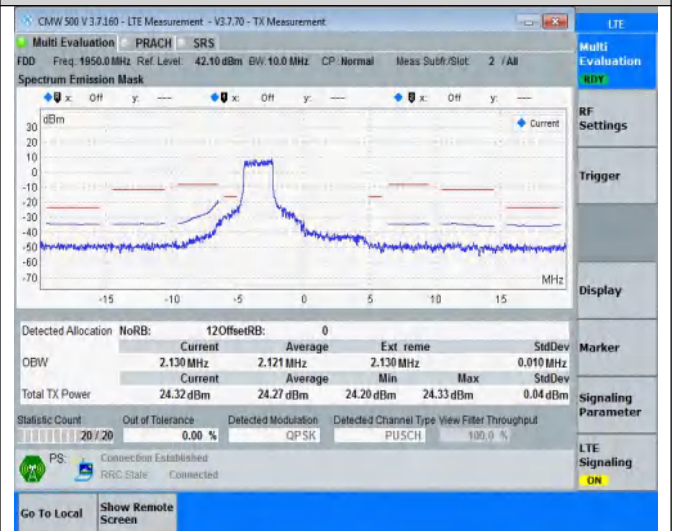 CMW 500 V 3.7.160 - LTE Measurement - V3.7.70 - TX Measurement
LTE
Multi Evaluation PRACH SRS
Multi Evaluation
RDY
FDD Freq: 1950.0 MHz Ref. Level: 42.10 dBm BW: 10.0 MHz CP: Normal Meas Subfr./Slot: 2 / All
Spectrum Emission Mask
x: Off y: --- x: Off y: --- x: Off y: ---
dBm
Current
30
20
10
0
-10
-20
-30
-40
-50
-60
-70
MHz
-15 -10 -5 0 5 10 15
RF Settings
Trigger
Display
Marker
Signaling Parameter
LTE Signaling
ON
Detected Allocation NoRB: 12 OffsetRB: 0
Current Average Ext reme StdDev
OBW 2.130 MHz 2.121 MHz 2.130 MHz 0.010 MHz
Current Average Min Max StdDev
Total TX Power 24.32 dBm 24.27 dBm 24.20 dBm 24.33 dBm 0.04 dBm
Statistic Count Out of Tolerance Detected Modulation Detected Channel Type View Filter Throughput
20 / 20 0.00 % QPSK PUSCH 100.0 %
PS: Connection Established
RRC State Connected
Go To Local
Show Remote Screen